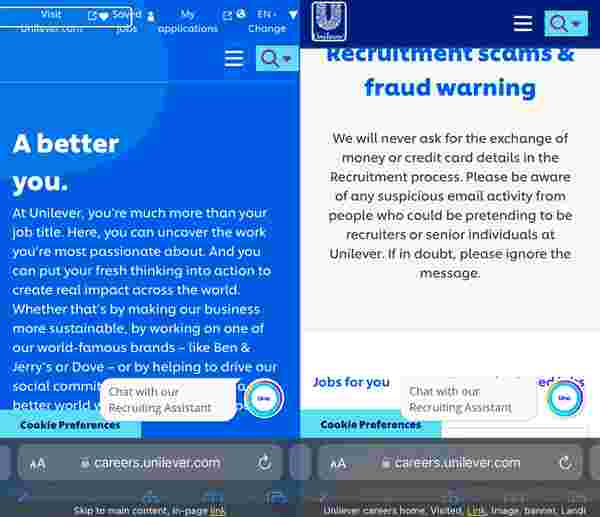 Visit
Unilever.com
Saved
jobs
My
applications
EN -
Change
A better
you.
At Unilever, you're much more than your
job title. Here, you can uncover the work
you're most passionate about. And you
can put your fresh thinking into action to
create real impact across the world.
Whether that's by making our business
more sustainable, by working on one of
our world-famous brands – like Ben &
Jerry's or Dove – or by helping to drive our
social
better world
Chat with our
Recruiting Assistant
Una
Cookie Preferences
AA careers.unilever.com
Skip to main content, in-page link
Unilever
Recruitment scams &
fraud warning
We will never ask for the exchange of
money or credit card details in the
Recruitment process. Please be aware
of any suspicious email activity from
people who could be pretending to be
recruiters or senior individuals at
Unilever. If in doubt, please ignore the
message.
Jobs for you
jobs
Chat with our
Recruiting Assistant
Una
Cookie Preferences
AA careers.unilever.com
Unilever careers home, Visited, Link, Image, banner, Landi